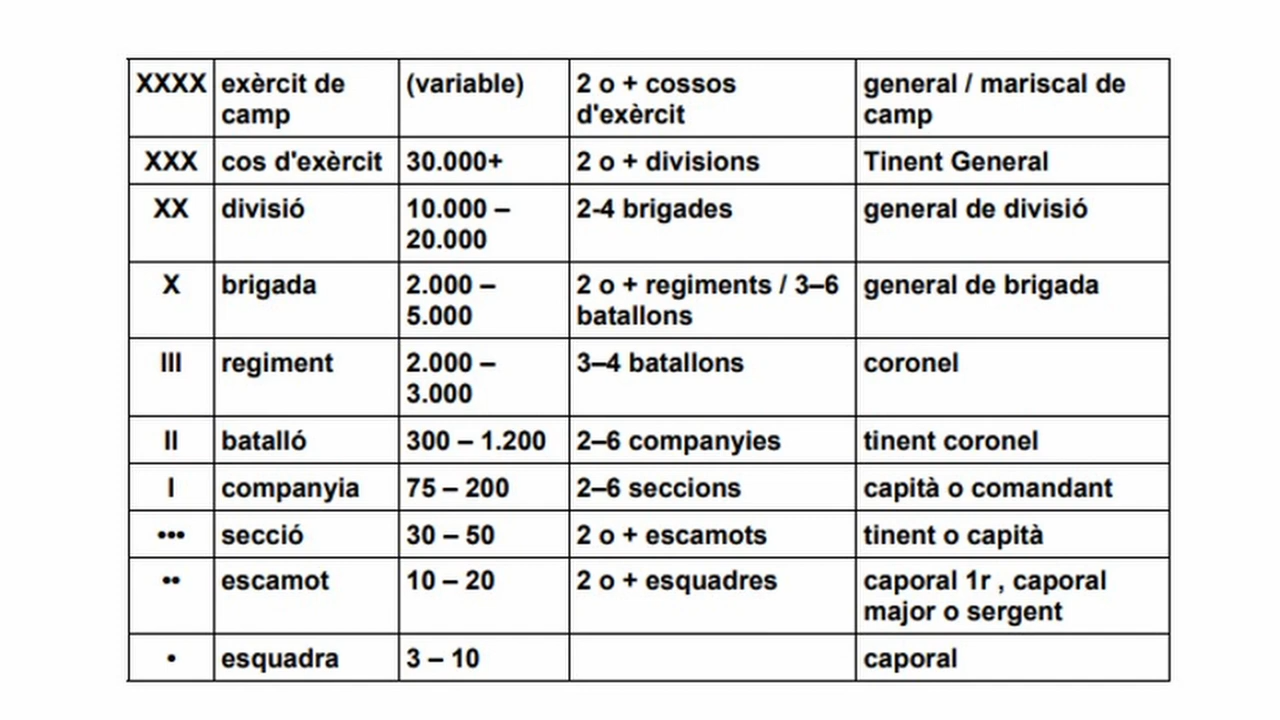 XXXX exèrcit de camp (variable) 2 o + cossos d'exèrcit general / mariscal de camp
XXX cos d'exèrcit 30.000+ 2 o + divisions Tinent General
XX divisió 10.000 – 20.000 2-4 brigades general de divisió
X brigada 2.000 – 5.000 2 o + regiments / 3–6 batallons general de brigada
III regiment 2.000 – 3.000 3–4 batallons coronel
II batalló 300 – 1.200 2–6 companyies tinent coronel
I companyia 75 – 200 2–6 seccions capità o comandant
••• secció 30 – 50 2 o + escamots tinent o capità
•• escamot 10 – 20 2 o + esquadres caporal 1r , caporal major o sergent
• esquadra 3 – 10 caporal